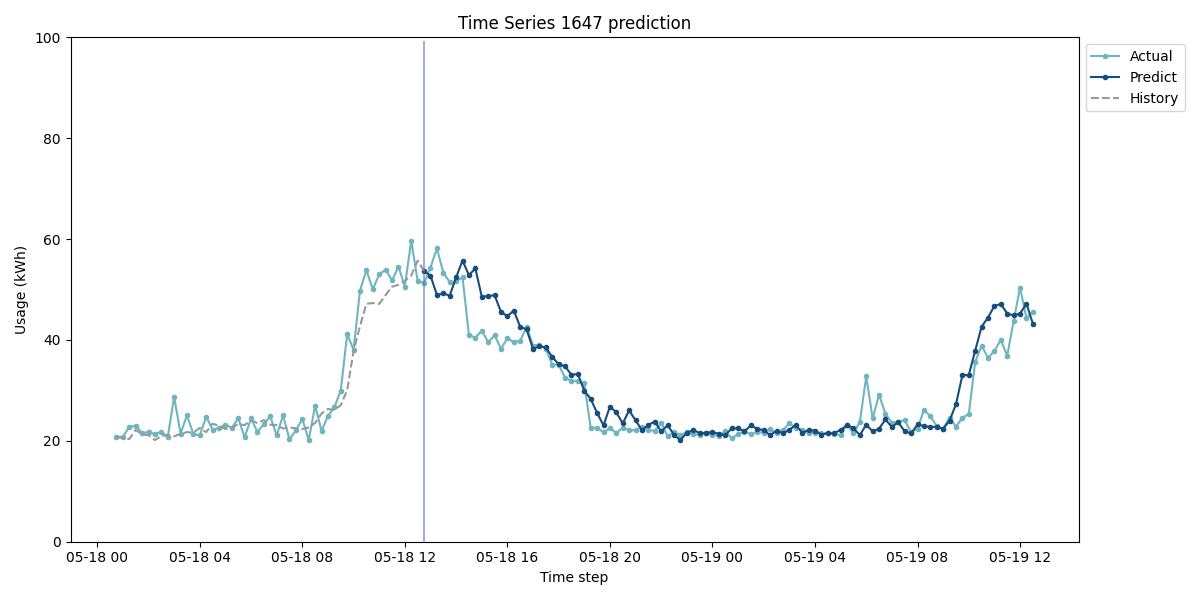 Time Series 1647 prediction
Usage (kWh)
100
80
60
40
20
0
05-18 00
05-18 04
05-18 08
05-18 12
05-18 16
05-18 20
05-19 00
05-19 04
05-19 08
05-19 12
Time step
Actual
Predict
History